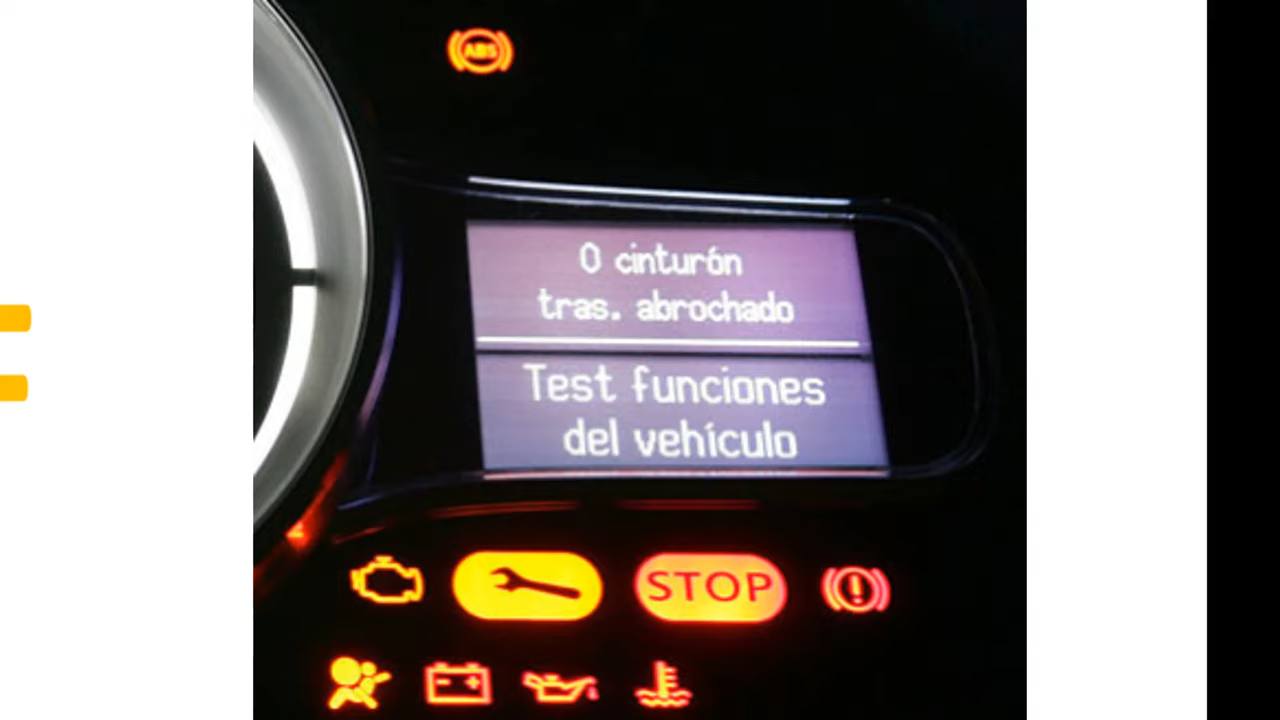 ABS
0 cinturón
tras. abrochado
Test funciones
del vehículo
STOP